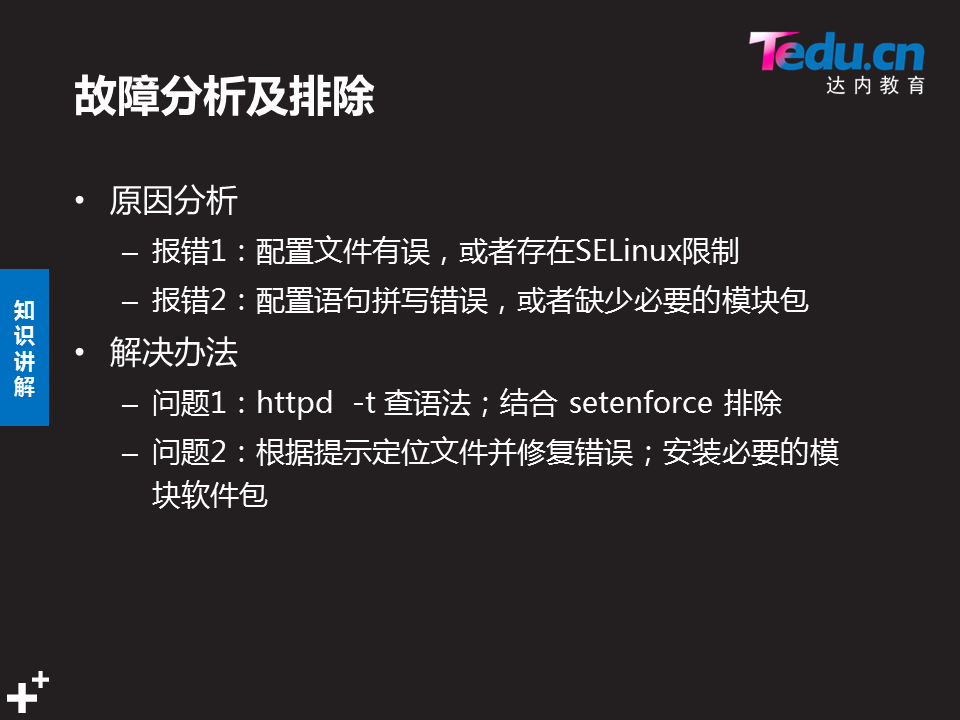 Tedu.cn
达内教育
故障分析及排除
• 原因分析
– 报错1：配置文件有误，或者存在SELinux限制
– 报错2：配置语句拼写错误，或者缺少必要的模块包
知识讲解
• 解决办法
– 问题1：httpd -t 查语法；结合 setenforce 排除
– 问题2：根据提示定位文件并修复错误；安装必要的模
块软件包